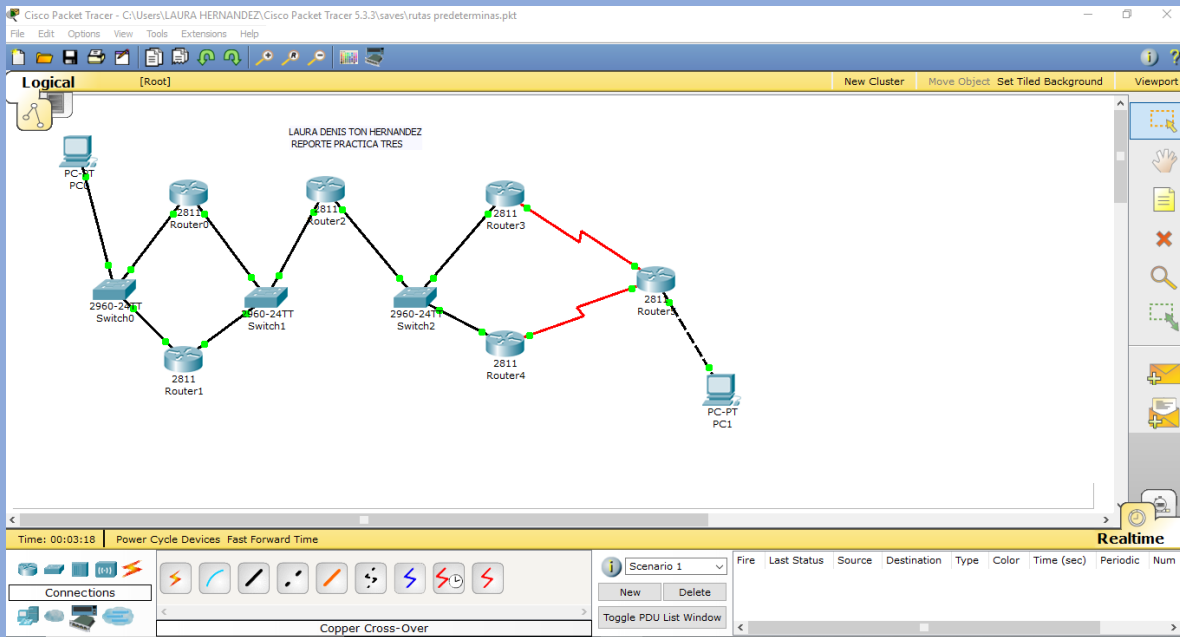 Cisco Packet Tracer - C:\Users\LAURA HERNANDEZ\Cisco Packet Tracer 5.3.3\saves\rutas predeterminas.pkt
File Edit Options View Tools Extensions Help
Logical
[Root]
New Cluster
Move Object
Set Tiled Background
Viewport
LAURA DENIS TON HERNANDEZ
REPORTE PRACTICA TRES
PC-PT
PC0
2811
Router0
2811
Router2
2811
Router3
2811
2960-24TT
Switch0
2960-24TT
Switch1
2960-24TT
Switch2
2811
Router1
2811
Router4
PC-PT
PC1
Time: 00:03:18
Power Cycle Devices Fast Forward Time
Realtime
Connections
Copper Cross-Over
Scenario 1
New
Delete
Toggle PDU List Window
Fire Last Status Source Destination Type Color Time (sec) Periodic Num